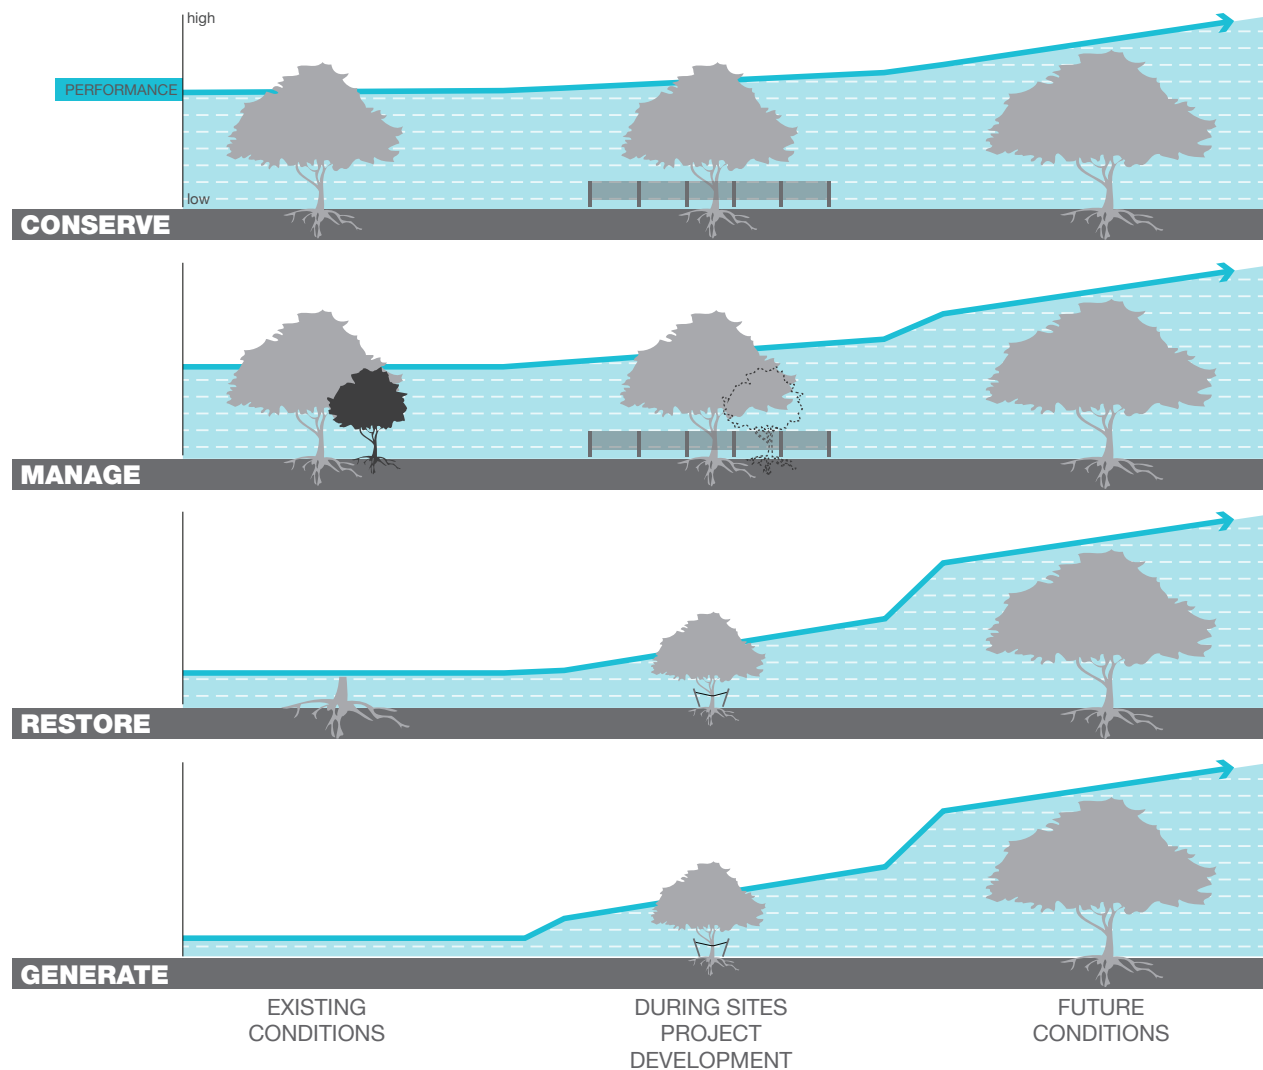 high
PERFORMANCE
low
CONSERVE
MANAGE
RESTORE
GENERATE
EXISTING
CONDITIONS
DURING SITES
PROJECT
DEVELOPMENT
FUTURE
CONDITIONS